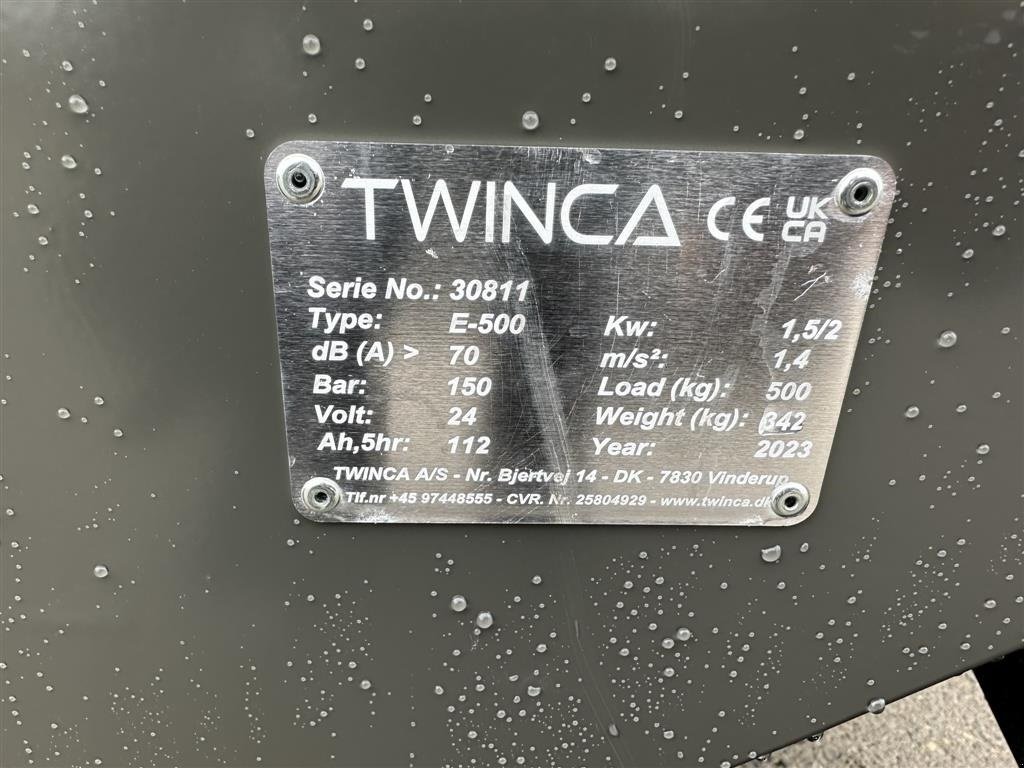 TWINCA CE UK
CA
Serie No.: 30811
Type: E-500 Kw: 1,5/2
dB (A) > 70 m/s²: 1,4
Bar: 150 Load (kg): 500
Volt: 24 Weight (kg):
Ah,5hr: 112 Year: 2023
TWINCA A/S - Nr. Bjertvej 14 - DK - 7830 Vinderup
Tlf.nr +45 97448555 - CVR. Nr. 25804929 - www.twinca.dk